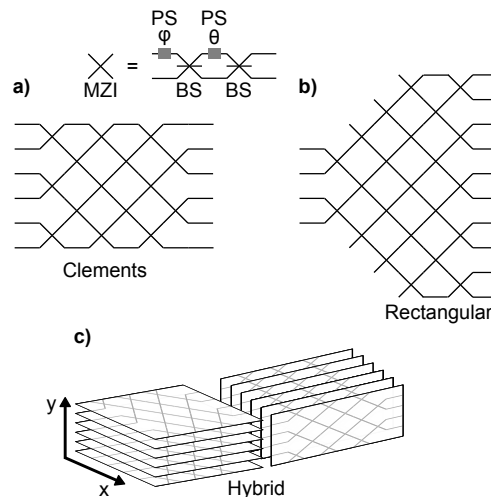 PS PS
φ θ
= 
MZI BS BS
a)
b)
Clements
Rectangular
c)
y
x
Hybrid